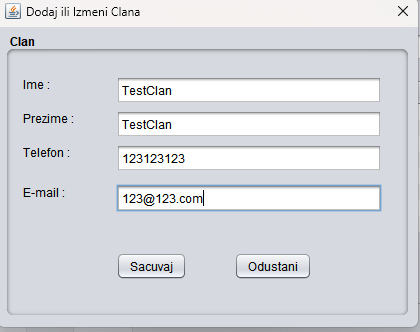 Dodaj ili Izmeni Clana
Clan
Ime : TestClan
Prezime : TestClan
Telefon : 123123123
E-mail : 123@123.com
Sacuvaj Odustani